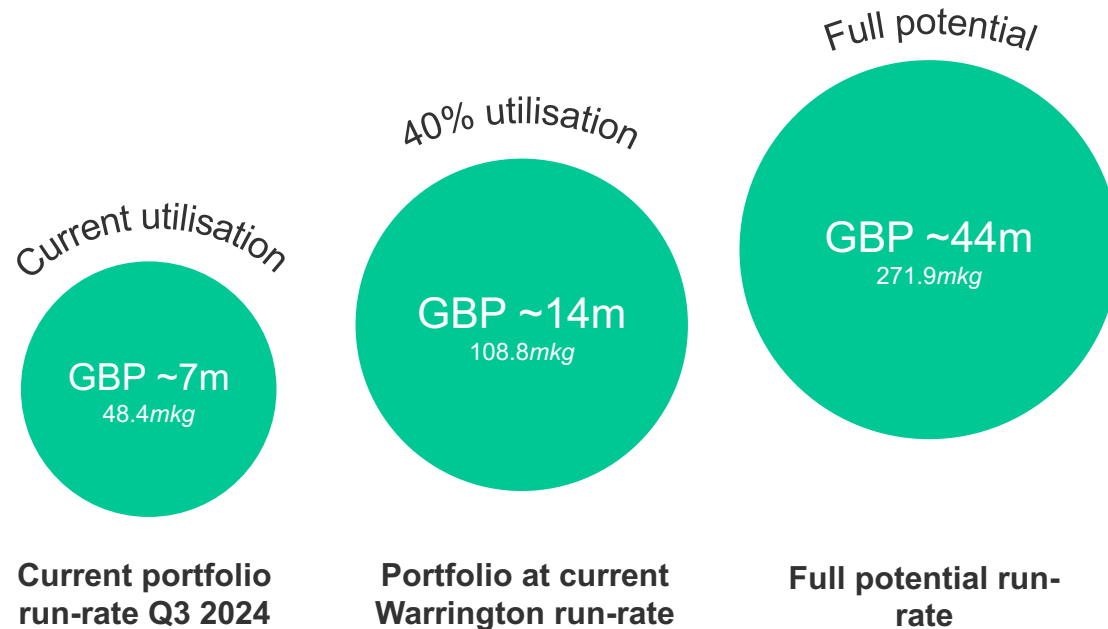 Current utilisation
GBP ~7m
48.4mkg
Current portfolio
run-rate Q3 2024
40% utilisation
GBP ~14m
108.8mkg
Portfolio at current
Warrington run-rate
Full potential
GBP ~44m
271.9mkg
Full potential run-
rate